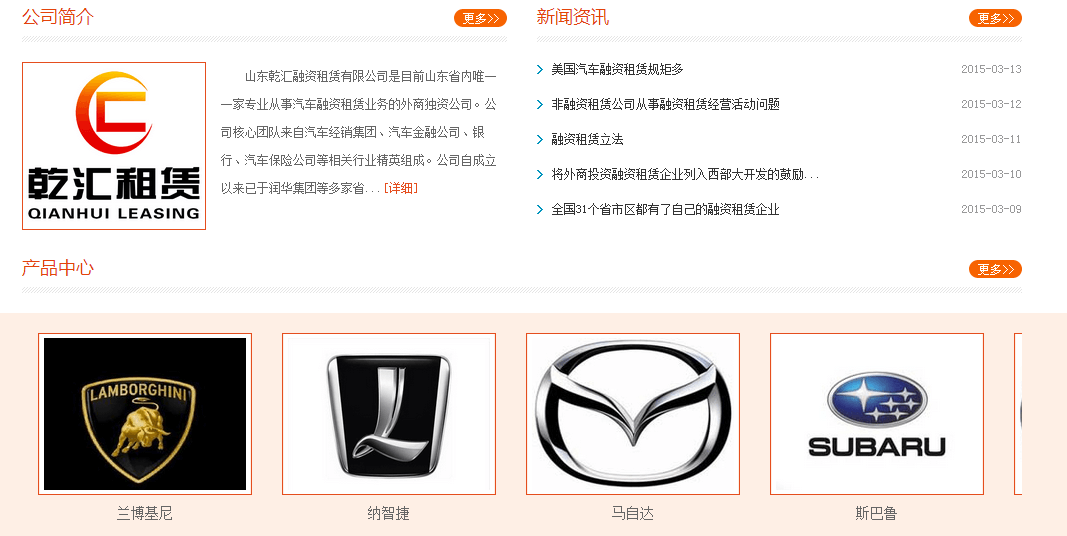 公司简介
更多>>
乾汇租赁
QIANHUI LEASING
山东乾汇融资租赁有限公司是目前山东省内唯一
一家专业从事汽车融资租赁业务的外商独资公司。公
司核心团队来自汽车经销集团、汽车金融公司、银
行、汽车保险公司等相关行业精英组成。公司自成立
以来已于润华集团等多家省...[详细]
新闻资讯
更多>>
美国汽车融资租赁规矩多 2015-03-13
非融资租赁公司从事融资租赁经营活动问题 2015-03-12
融资租赁立法 2015-03-11
将外商投资融资租赁企业列入西部大开发的鼓励... 2015-03-10
全国31个省市区都有了自己的融资租赁企业 2015-03-09
产品中心
更多>>
LAMBORGHINI
SUBARU
兰博基尼
纳智捷
马自达
斯巴鲁